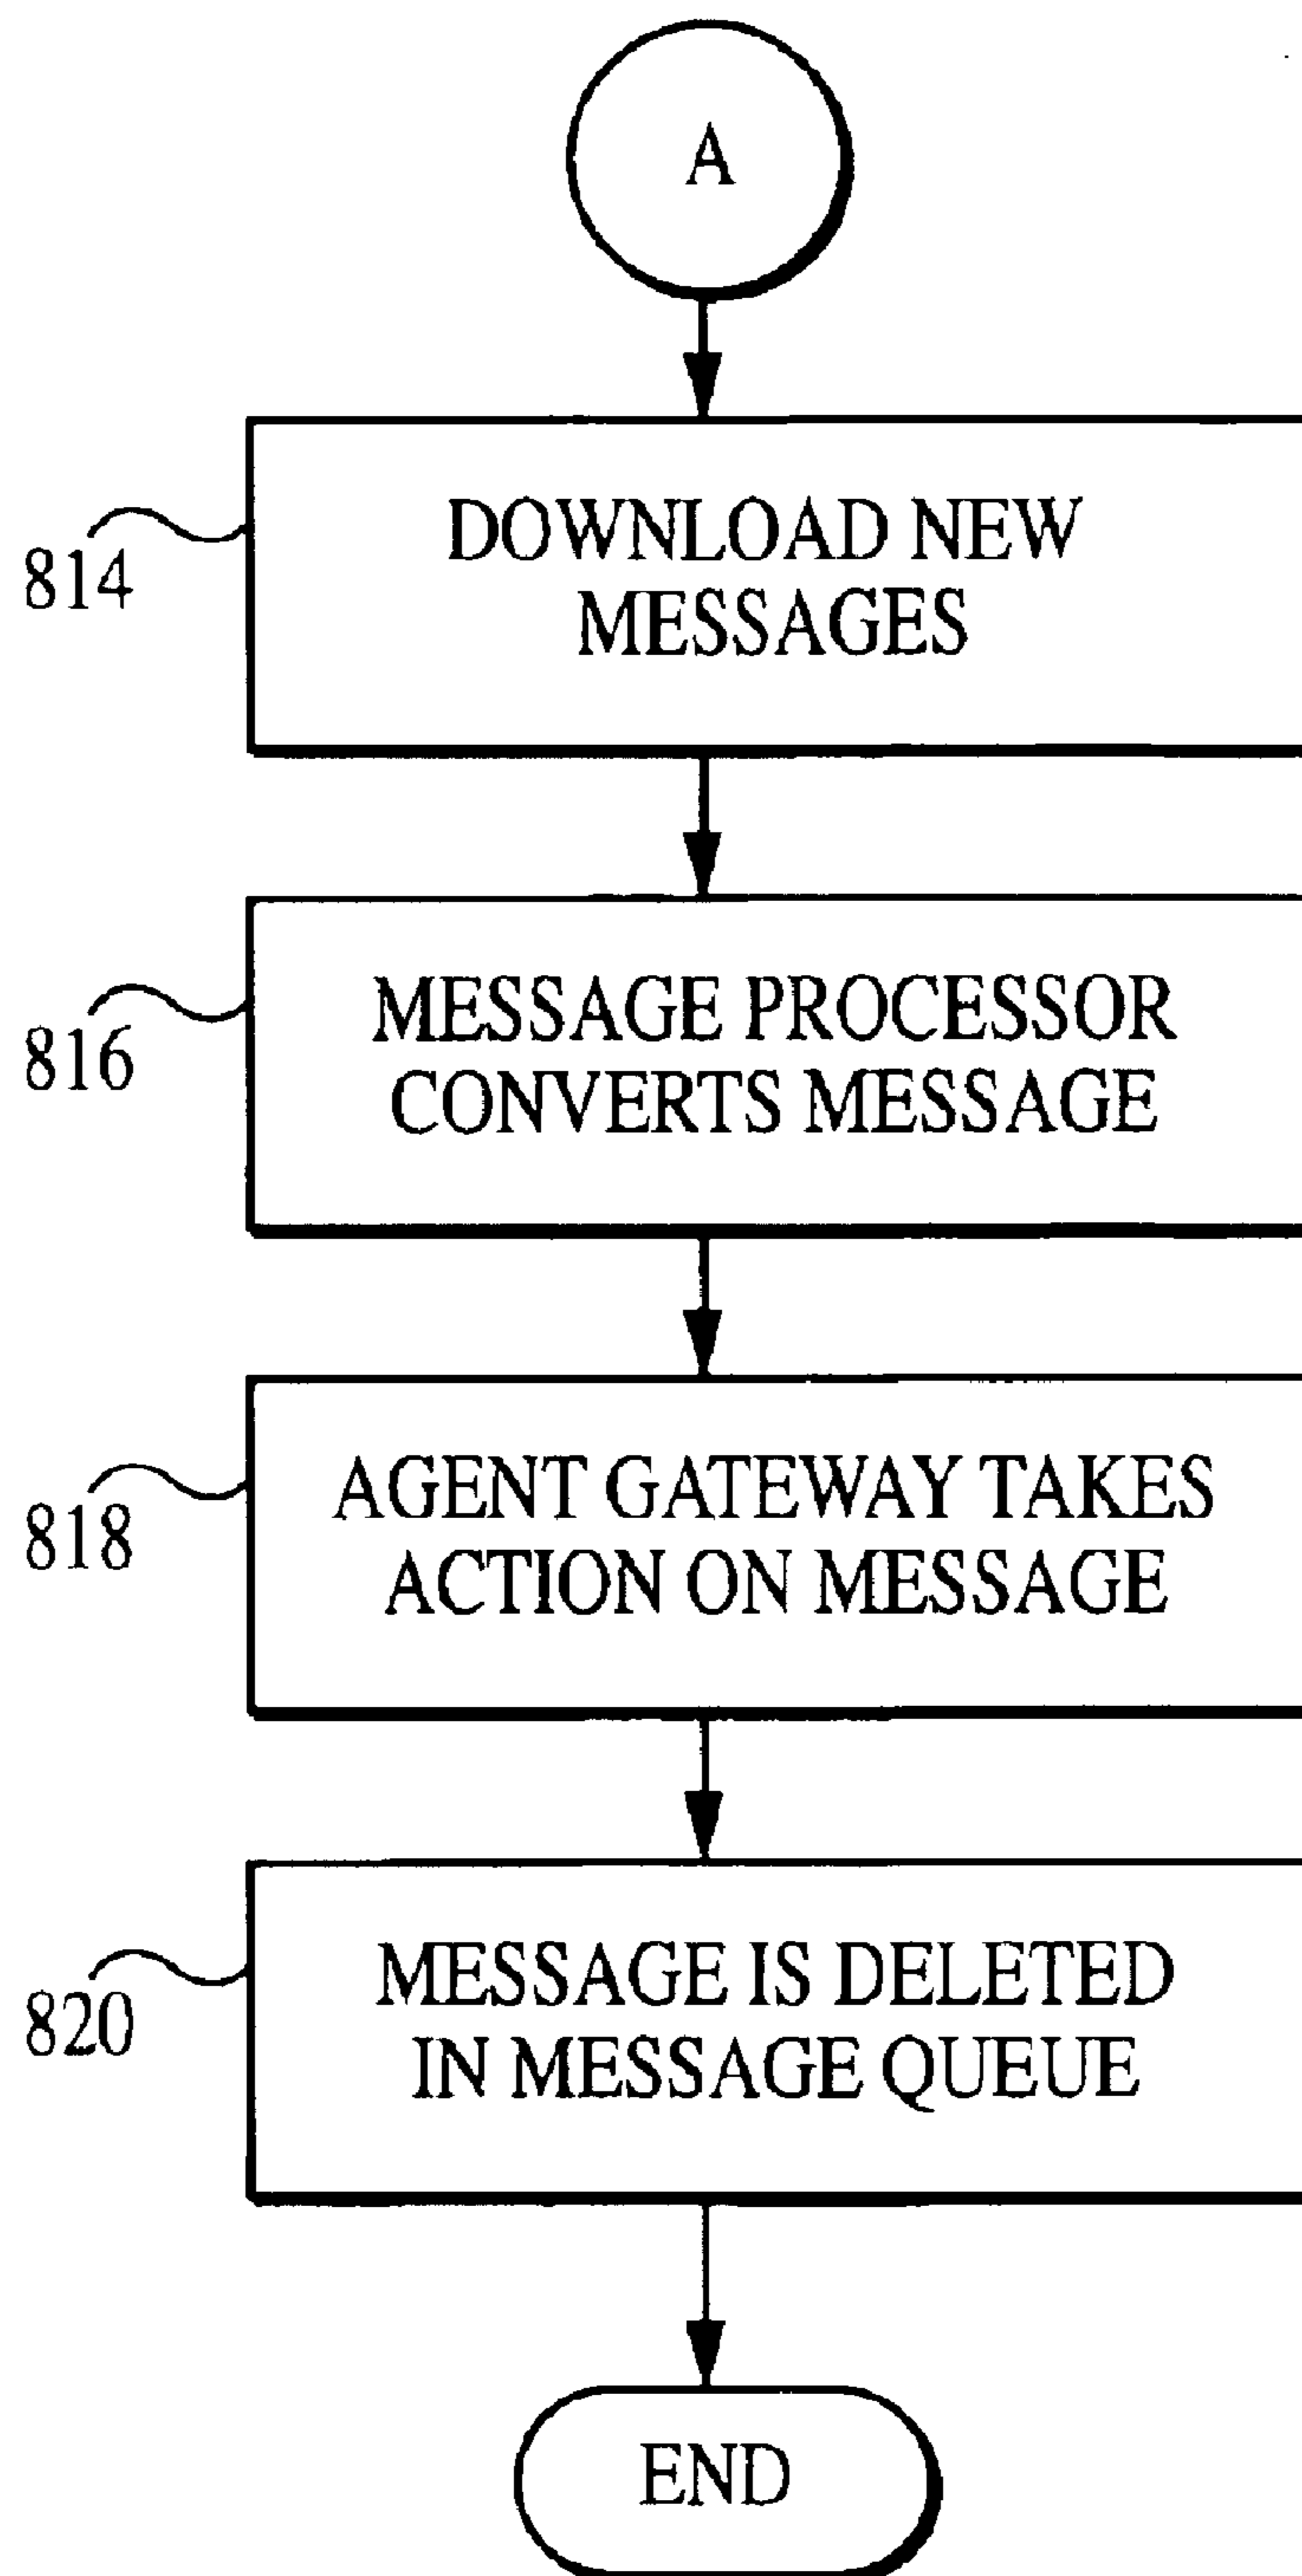 A
814
DOWNLOAD NEW
MESSAGES
816
MESSAGE PROCESSOR
CONVERTS MESSAGE
818
AGENT GATEWAY TAKES
ACTION ON MESSAGE
820
MESSAGE IS DELETED
IN MESSAGE QUEUE
END